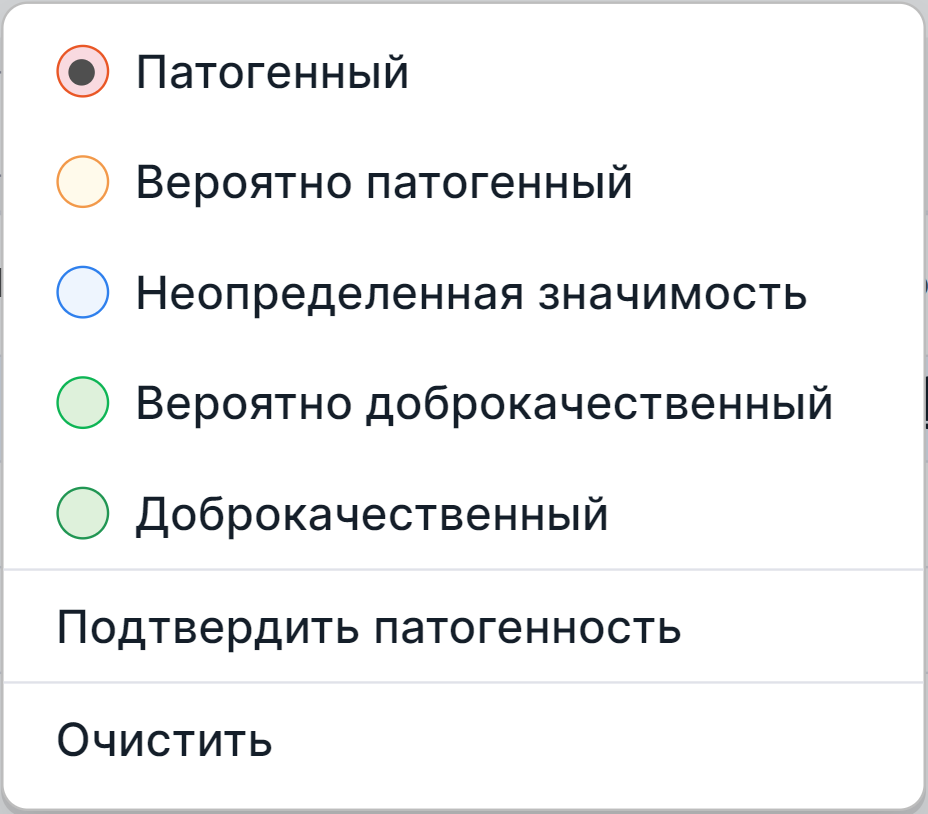 Патогенный
Вероятно патогенный
Неопределенная значимость
Вероятно доброкачественный
Доброкачественный
Подтвердить патогенность
Очистить